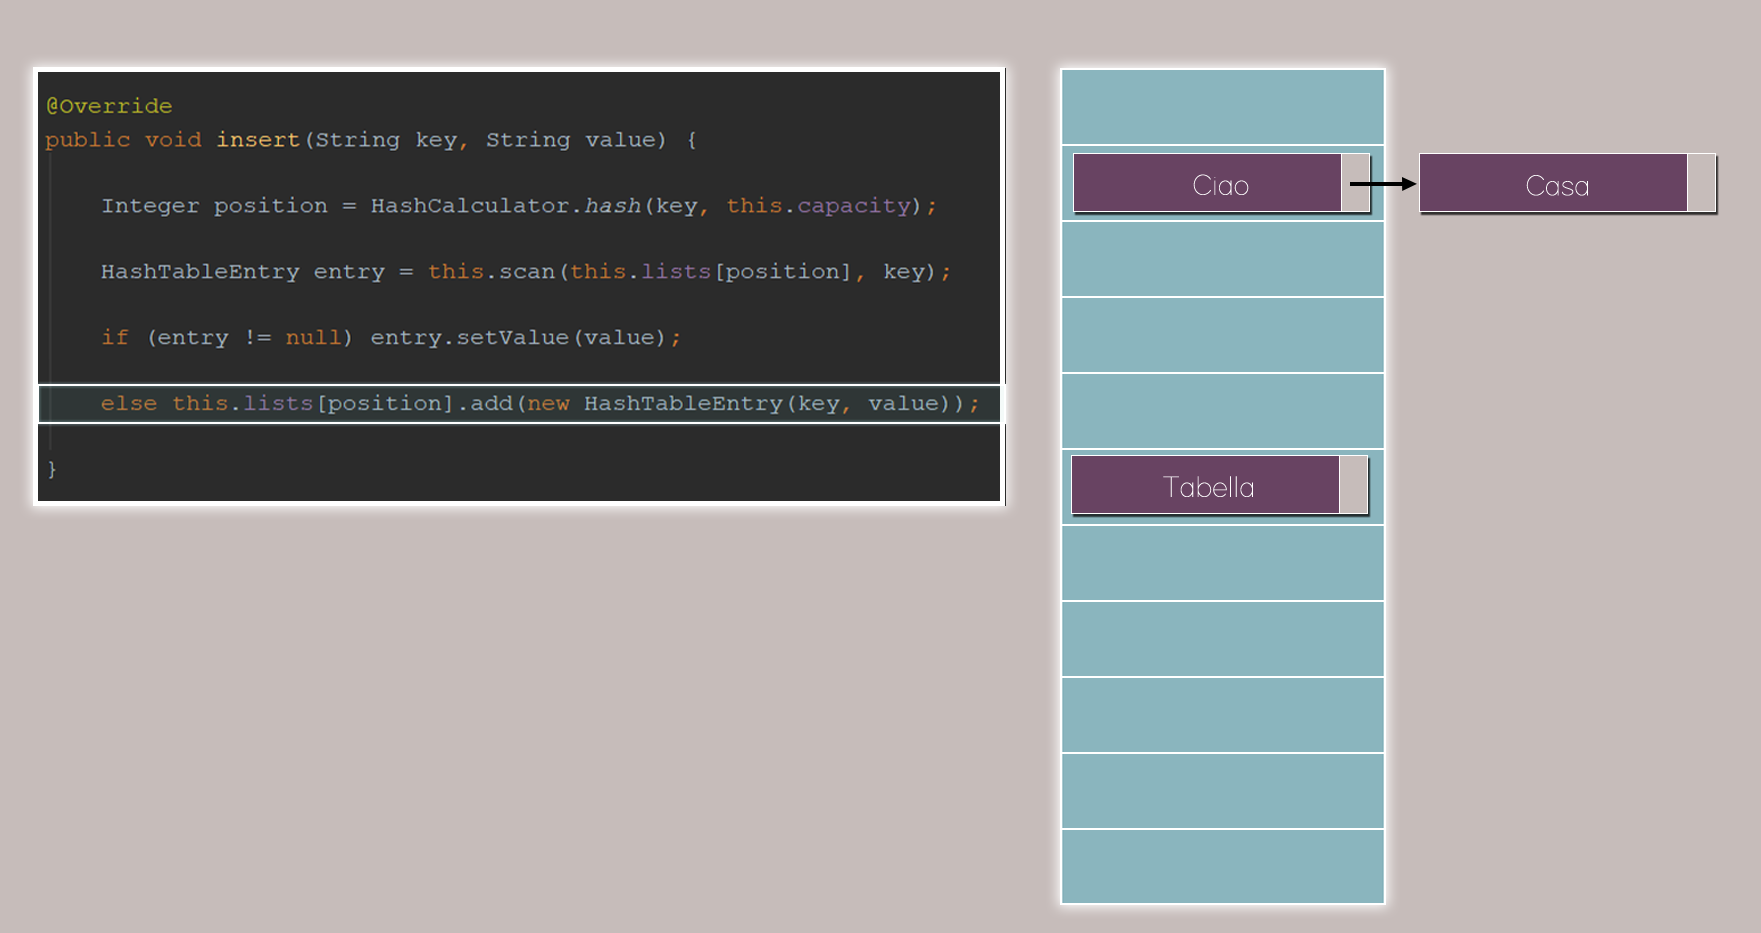 @Override
public void insert(String key, String value) {
Integer position = HashCalculator.hash(key, this.capacity);
HashTableEntry entry = this.scan(this.lists[position], key);
if (entry != null) entry.setValue(value);
else this.lists[position].add(new HashTableEntry(key, value));
}
Ciao
Casa
Tabella